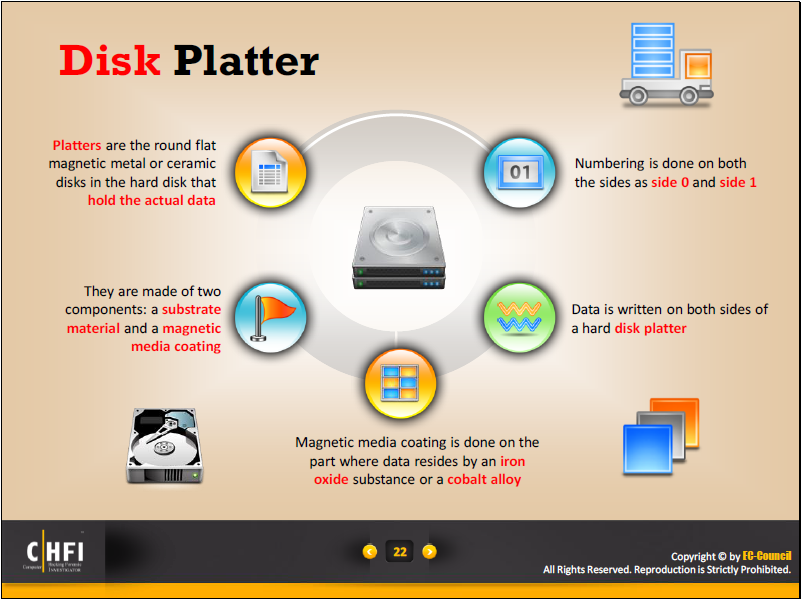 Disk Platter
Platters are the round flat
magnetic metal or ceramic
disks in the hard disk that
hold the actual data
01
Numbering is done on both
the sides as side 0 and side 1
They are made of two
components: a substrate
material and a magnetic
media coating
Data is written on both sides of
a hard disk platter
Magnetic media coating is done on the
part where data resides by an iron
oxide substance or a cobalt alloy
CHFI
Computer Hacking Forensic
INVESTIGATOR
22
Copyright © by EC-Council
All Rights Reserved. Reproduction is Strictly Prohibited.